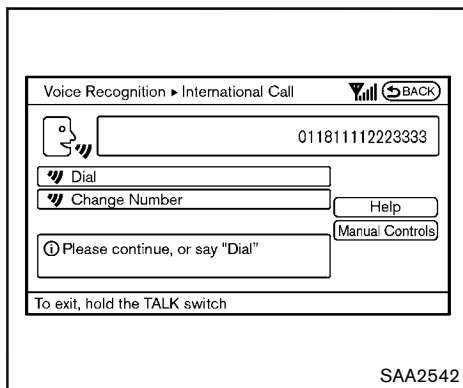 Voice Recognition ▸ International Call BACK
011811112223333
Dial
Change Number
Help
Manual Controls
Please continue, or say "Dial"
To exit, hold the TALK switch
SAA2542